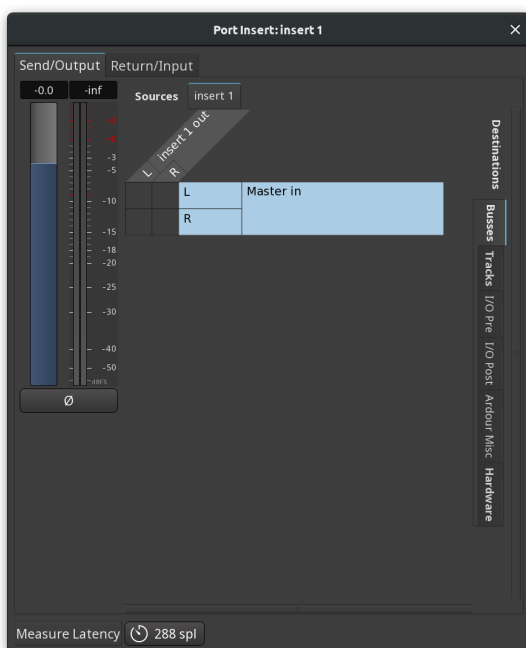 Port Insert: insert 1
Send/Output Return/Input
-0.0 -inf
Sources insert 1
insert 1 out
L R
L Master in
R
-3
-5
-10
-15
-18
-20
-25
-30
-40
-50
dBFS
Ø
Destinations
Busses
Tracks
I/O Pre
I/O Post
Ardour Misc
Hardware
Measure Latency 288 spl